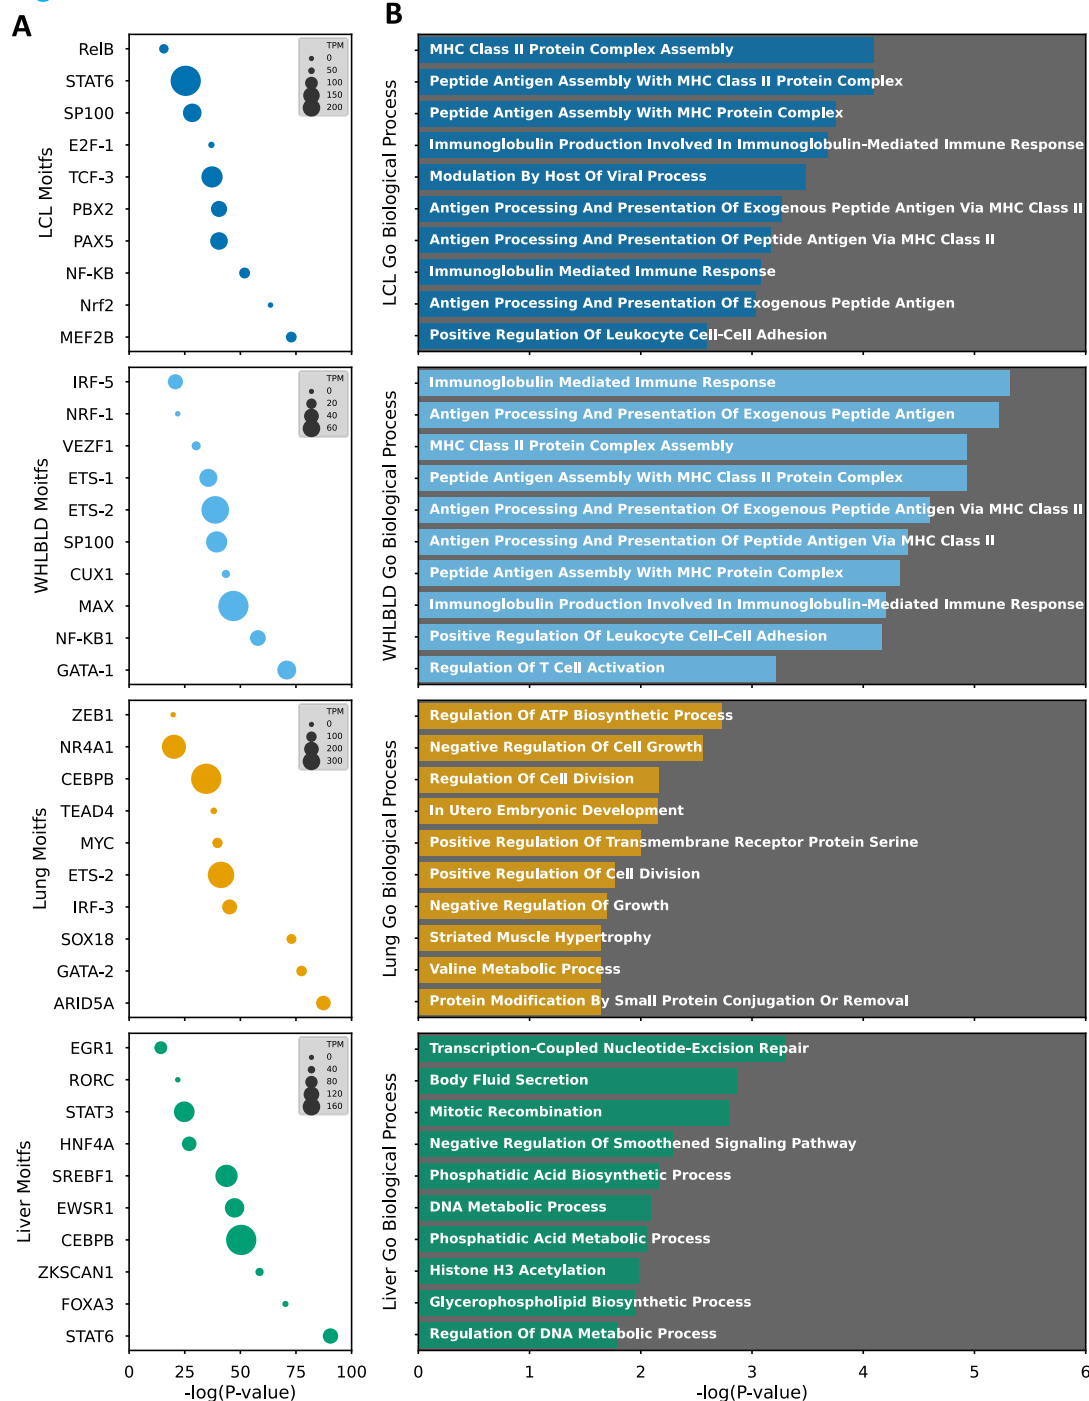 A
B
LCL Moitfs
RelB
STAT6
SP100
E2F-1
TCF-3
PBX2
PAX5
NF-KB
Nrf2
MEF2B
TPM
0
50
100
150
200
LCL Go Biological Process
MHC Class II Protein Complex Assembly
Peptide Antigen Assembly With MHC Class II Protein Complex
Peptide Antigen Assembly With MHC Protein Complex
Immunoglobulin Production Involved In Immunoglobulin-Mediated Immune Response
Modulation By Host Of Viral Process
Antigen Processing And Presentation Of Exogenous Peptide Antigen Via MHC Class II
Antigen Processing And Presentation Of Peptide Antigen Via MHC Class II
Immunoglobulin Mediated Immune Response
Antigen Processing And Presentation Of Exogenous Peptide Antigen
Positive Regulation Of Leukocyte Cell-Cell Adhesion
WHLBLD Moitfs
IRF-5
NRF-1
VEZF1
ETS-1
ETS-2
SP100
CUX1
MAX
NF-KB1
GATA-1
TPM
0
20
40
60
WHLBLD Go Biological Process
Immunoglobulin Mediated Immune Response
Antigen Processing And Presentation Of Exogenous Peptide Antigen
MHC Class II Protein Complex Assembly
Peptide Antigen Assembly With MHC Class II Protein Complex
Antigen Processing And Presentation Of Exogenous Peptide Antigen Via MHC Class II
Antigen Processing And Presentation Of Peptide Antigen Via MHC Class II
Peptide Antigen Assembly With MHC Protein Complex
Immunoglobulin Production Involved In Immunoglobulin-Mediated Immune Response
Positive Regulation Of Leukocyte Cell-Cell Adhesion
Regulation Of T Cell Activation
Lung Moitfs
ZEB1
NR4A1
CEBPB
TEAD4
MYC
ETS-2
IRF-3
SOX18
GATA-2
ARID5A
TPM
0
100
200
300
Lung Go Biological Process
Regulation Of ATP Biosynthetic Process
Negative Regulation Of Cell Growth
Regulation Of Cell Division
In Utero Embryonic Development
Positive Regulation Of Transmembrane Receptor Protein Serine
Positive Regulation Of Cell Division
Negative Regulation Of Growth
Striated Muscle Hypertrophy
Valine Metabolic Process
Protein Modification By Small Protein Conjugation Or Removal
Liver Moitfs
EGR1
RORC
STAT3
HNF4A
SREBF1
EWSR1
CEBPB
ZKSCAN1
FOXA3
STAT6
TPM
0
40
80
120
160
0 25 50 75 100
-log(P-value)
Liver Go Biological Process
Transcription-Coupled Nucleotide-Excision Repair
Body Fluid Secretion
Mitotic Recombination
Negative Regulation Of Smoothened Signaling Pathway
Phosphatidic Acid Biosynthetic Process
DNA Metabolic Process
Phosphatidic Acid Metabolic Process
Histone H3 Acetylation
Glycerophospholipid Biosynthetic Process
Regulation Of DNA Metabolic Process
0 1 2 3 4 5 6
-log(P-value)